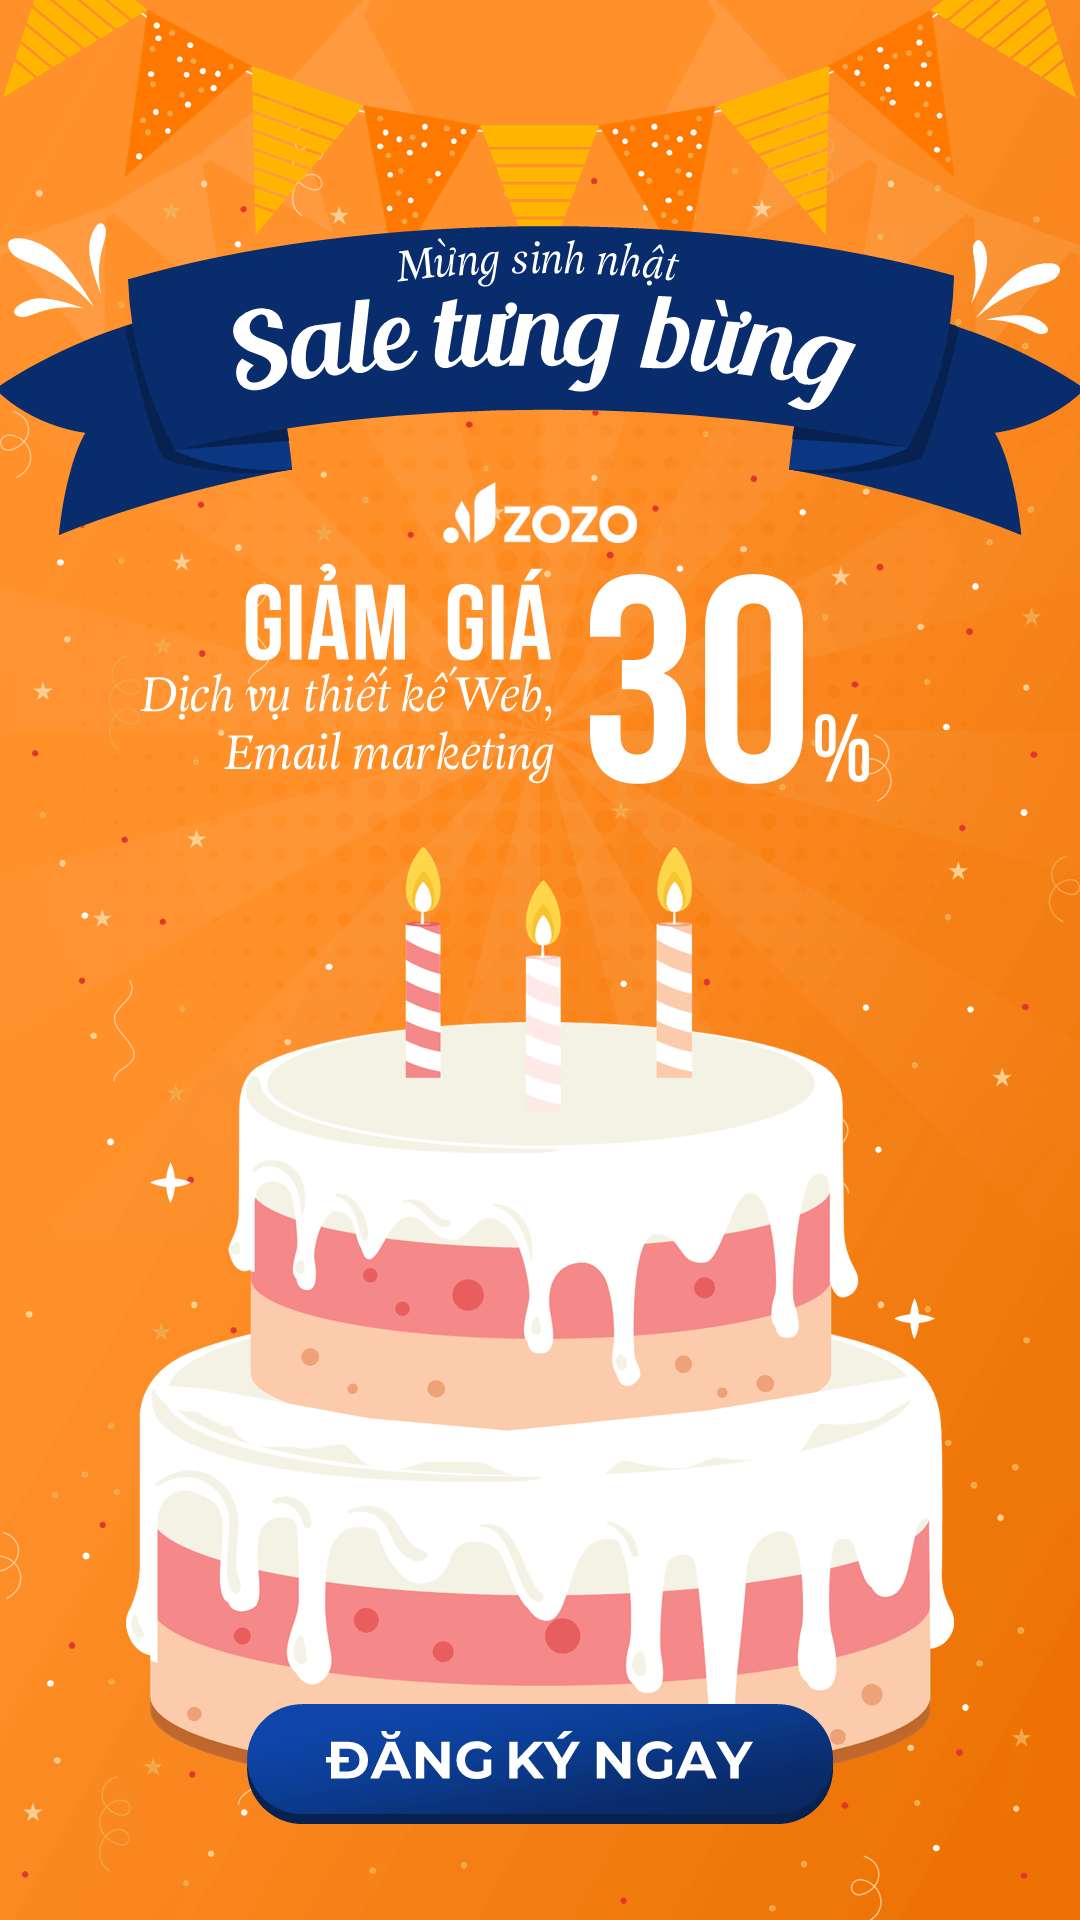 Mừng sinh nhật
Sale tưng bừng
zozo
GIẢM GIÁ
30%
Dịch vụ thiết kế Web,
Email marketing
ĐĂNG KÝ NGAY